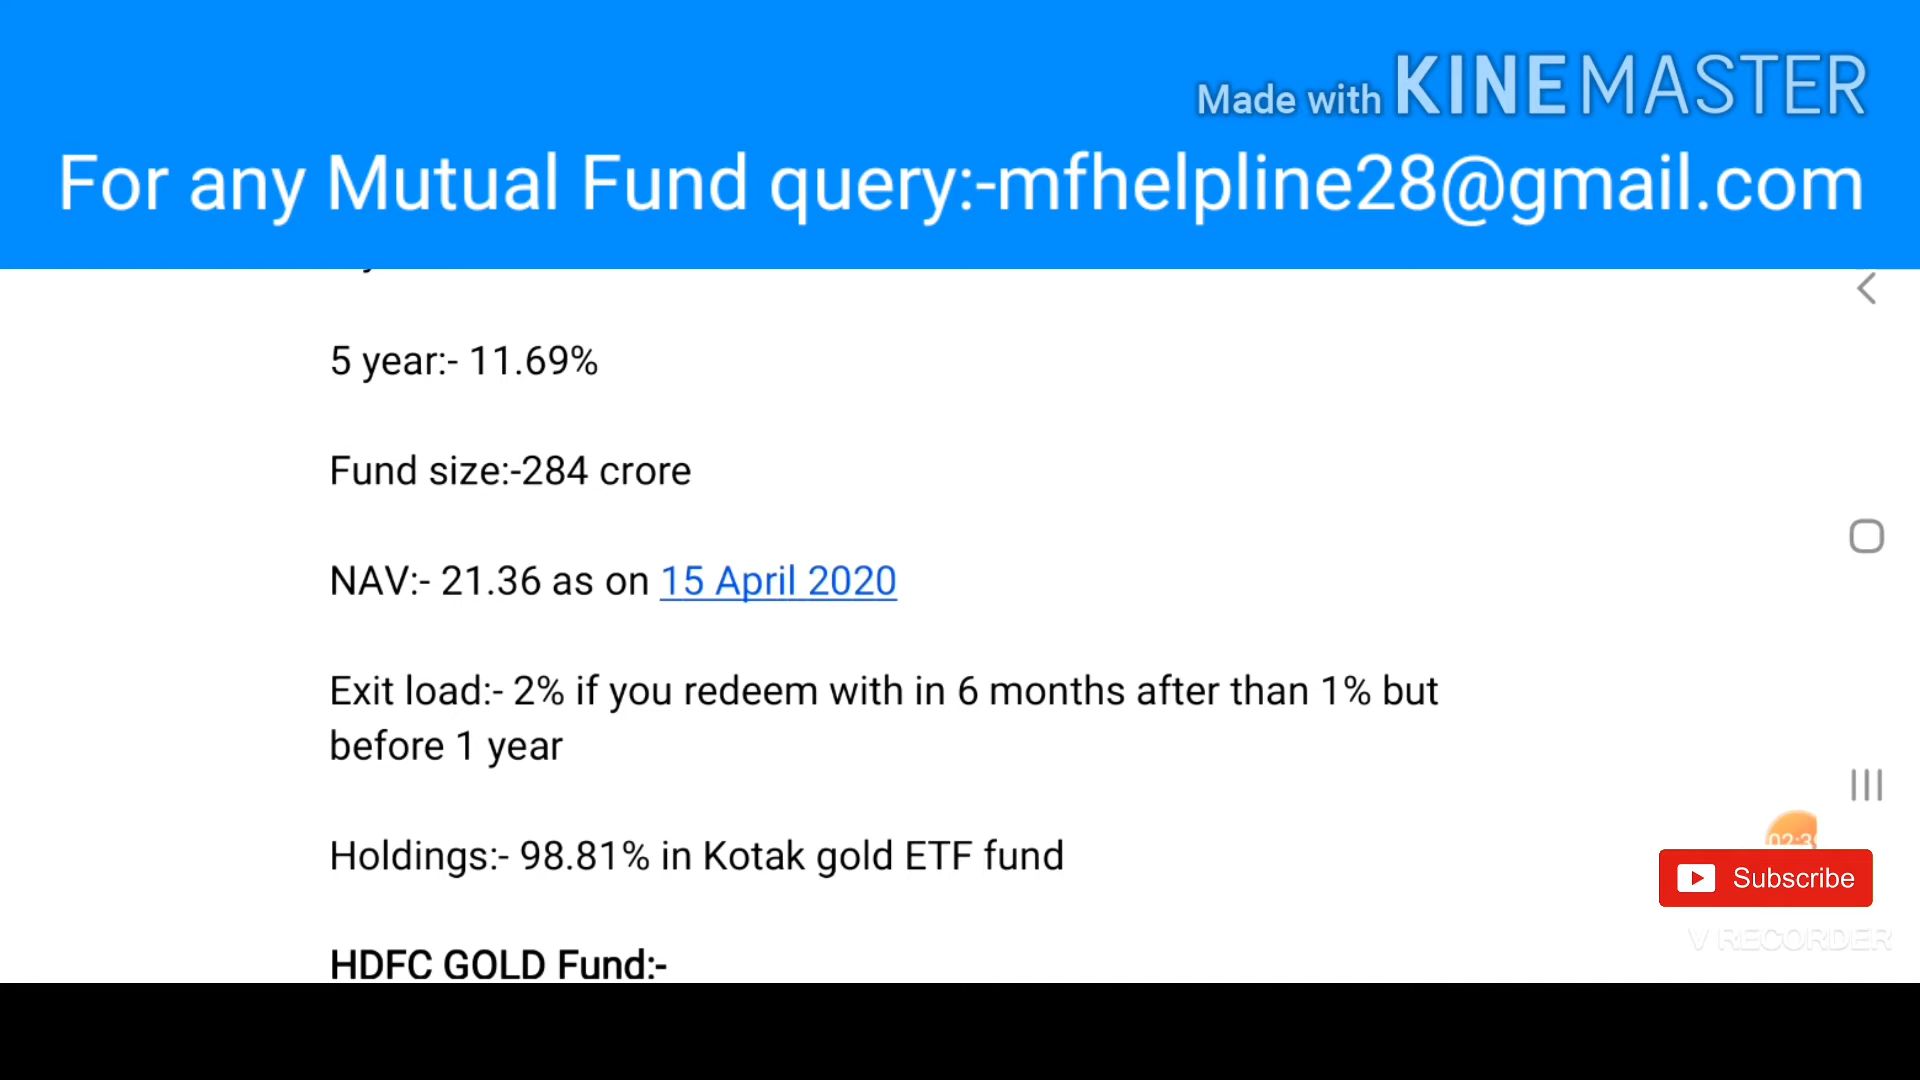 Made with KINEMASTER
For any Mutual Fund query:-mfhelpline28@gmail.com
5 year:- 11.69%
Fund size:-284 crore
NAV:- 21.36 as on 15 April 2020
Exit load:- 2% if you redeem with in 6 months after than 1% but
before 1 year
Holdings:- 98.81% in Kotak gold ETF fund
Subscribe
V RECORDER
HDFC GOLD Fund:-